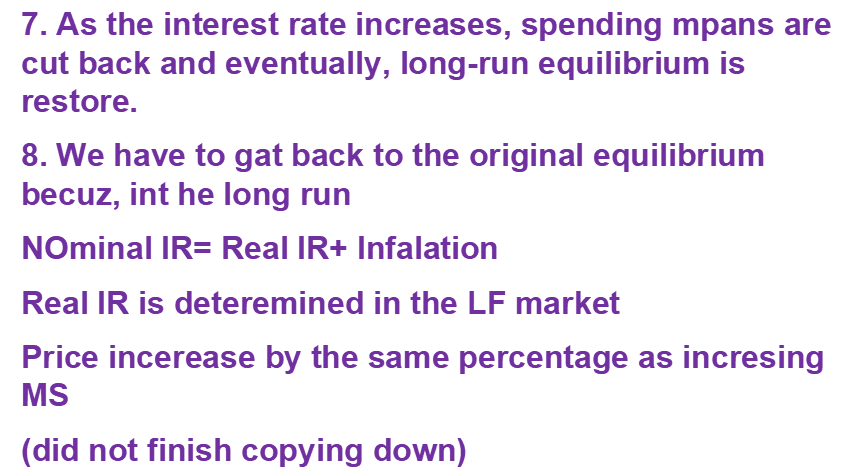 7. As the interest rate increases, spending mpans are
cut back and eventually, long-run equilibrium is
restore.
8. We have to gat back to the original equilibrium
becuz, int he long run
NOminal IR= Real IR+ Infalation
Real IR is deteremined in the LF market
Price incerease by the same percentage as incresing
MS
(did not finish copying down)